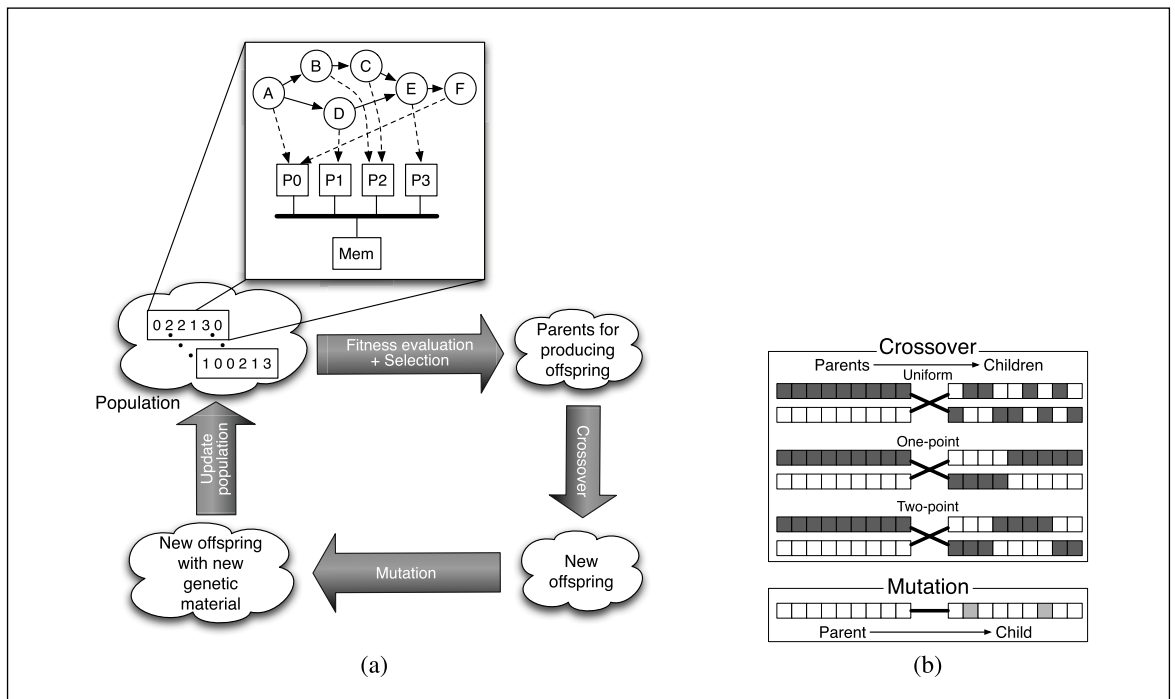 B
C
A
E
F
D
P0
P1
P2
P3
Mem
0 2 2 1 3 0
1 0 0 2 1 3
Population
Fitness evaluation
+ Selection
Parents for
producing
offspring
Crossover
New
offspring
Mutation
New offspring
with new
genetic
material
Update
population
(a)
Crossover
Parents
Children
Uniform
One-point
Two-point
Mutation
Parent
Child
(b)